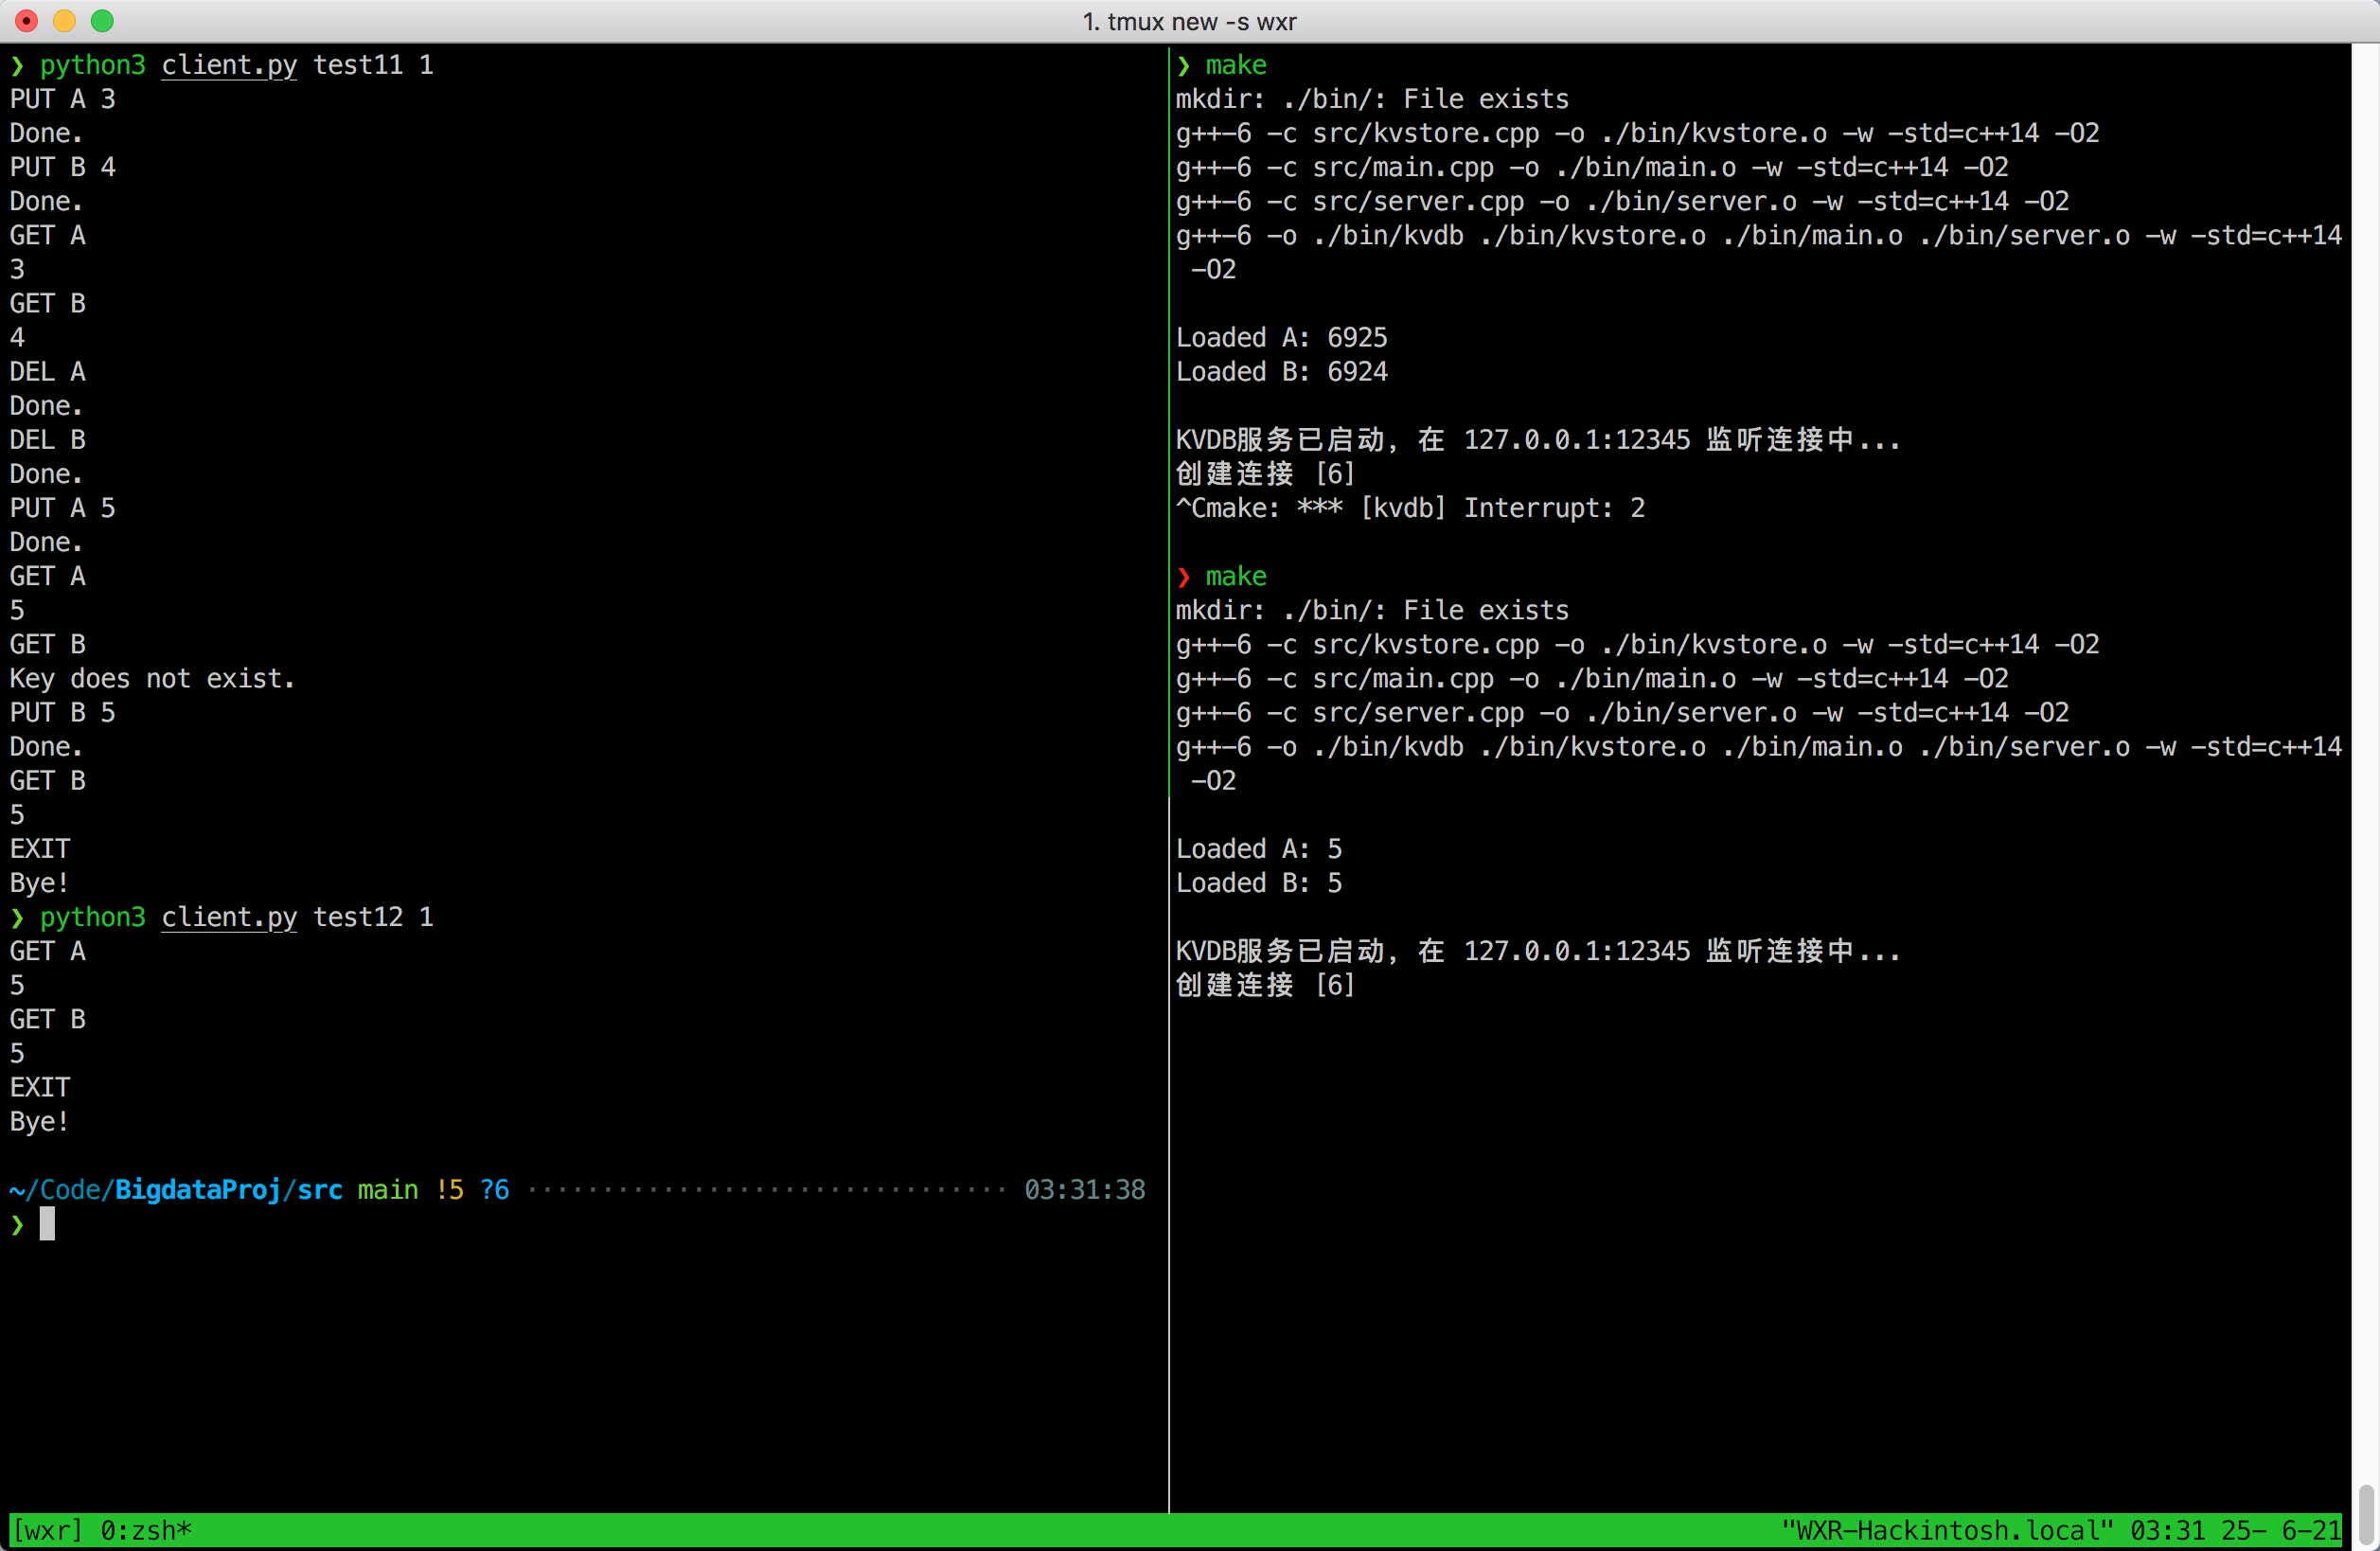 1. tmux new -s wxr
❯ python3 client.py test11 1
PUT A 3
Done.
PUT B 4
Done.
GET A
3
GET B
4
DEL A
Done.
DEL B
Done.
PUT A 5
Done.
GET A
5
GET B
Key does not exist.
PUT B 5
Done.
GET B
5
EXIT
Bye!
❯ python3 client.py test12 1
GET A
5
GET B
5
EXIT
Bye!
~/Code/BigdataProj/src main !5 ?6 ································ 03:31:38
❯
❯ make
mkdir: ./bin/: File exists
g++-6 -c src/kvstore.cpp -o ./bin/kvstore.o -w -std=c++14 -O2
g++-6 -c src/main.cpp -o ./bin/main.o -w -std=c++14 -O2
g++-6 -c src/server.cpp -o ./bin/server.o -w -std=c++14 -O2
g++-6 -o ./bin/kvdb ./bin/kvstore.o ./bin/main.o ./bin/server.o -w -std=c++14
-O2
Loaded A: 6925
Loaded B: 6924
KVDB服务已启动，在 127.0.0.1:12345 监听连接中...
创建连接 [6]
^Cmake: *** [kvdb] Interrupt: 2
❯ make
mkdir: ./bin/: File exists
g++-6 -c src/kvstore.cpp -o ./bin/kvstore.o -w -std=c++14 -O2
g++-6 -c src/main.cpp -o ./bin/main.o -w -std=c++14 -O2
g++-6 -c src/server.cpp -o ./bin/server.o -w -std=c++14 -O2
g++-6 -o ./bin/kvdb ./bin/kvstore.o ./bin/main.o ./bin/server.o -w -std=c++14
-O2
Loaded A: 5
Loaded B: 5
KVDB服务已启动，在 127.0.0.1:12345 监听连接中...
创建连接 [6]
[wxr] 0:zsh* "WXR-Hackintosh.local" 03:31 25- 6-21